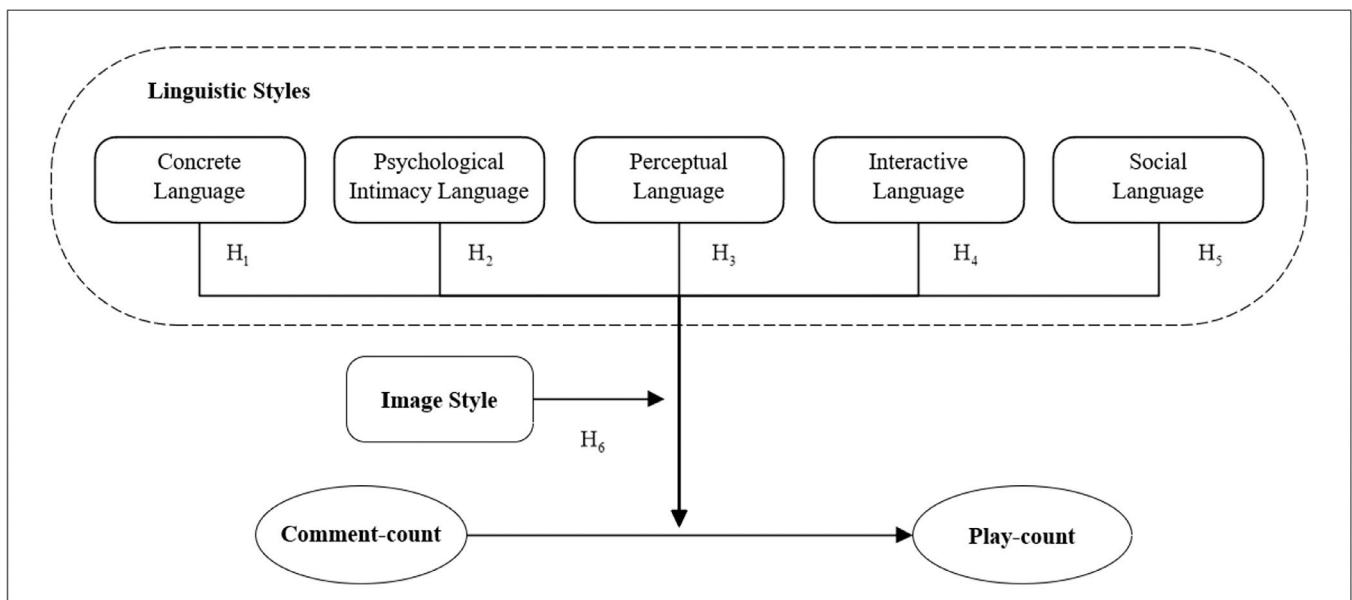 Linguistic Styles
Concrete
Language
Psychological
Intimacy Language
Perceptual
Language
Interactive
Language
Social
Language
H₁
H₂
H₃
H₄
H₅
Image Style
H₆
Comment-count
Play-count